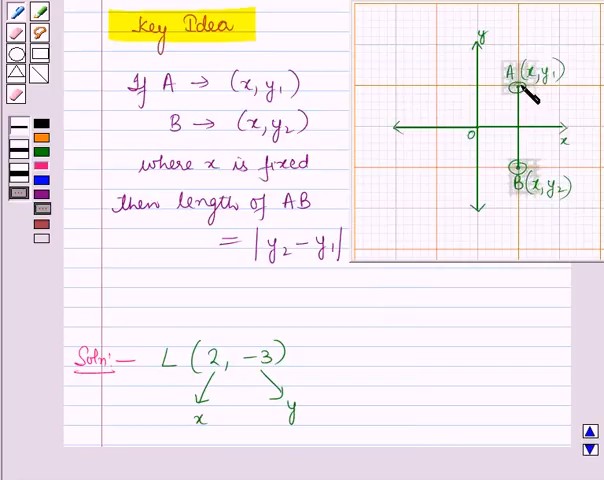 Key Idea
If A → (x, y₁)
B → (x, y₂)
where x is fixed
then length of AB
= |y₂ − y₁|
y
A (x, y₁)
0
x
B (x, y₂)
Soln:- L (2, -3)
x
y